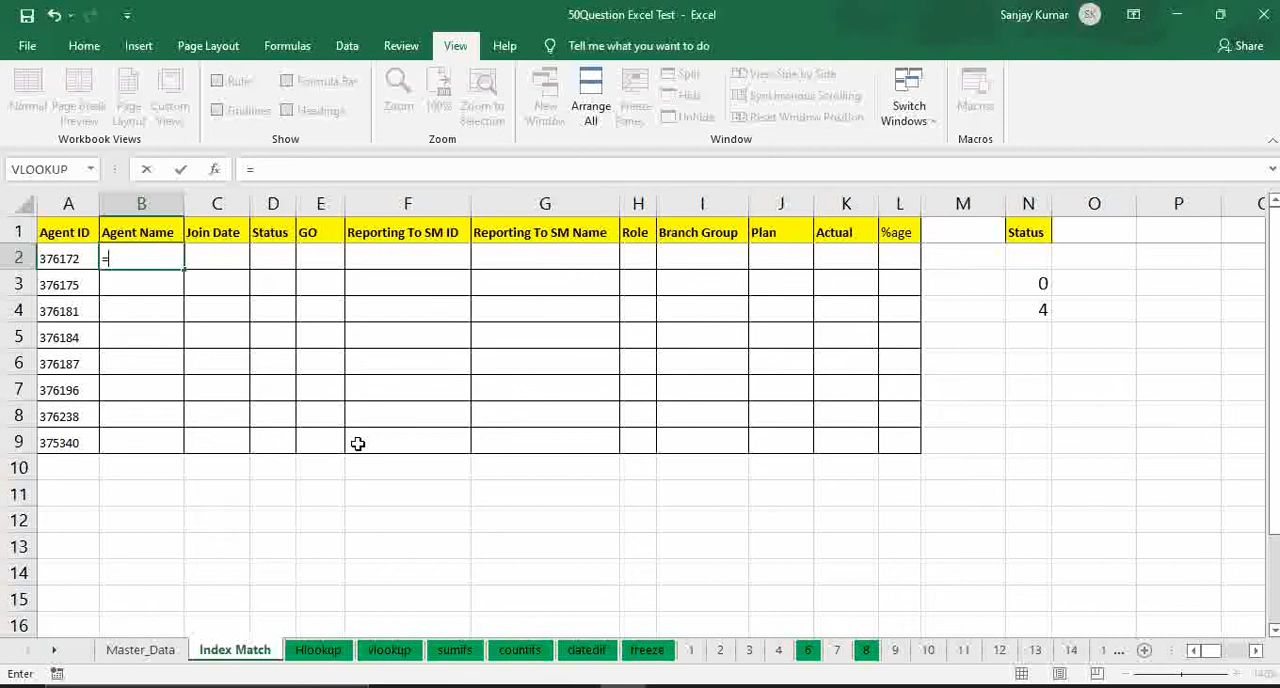 50Question Excel Test - Excel
Sanjay Kumar SK
File Home Insert Page Layout Formulas Data Review View Help Tell me what you want to do Share
Normal Page Break Preview Page Layout Custom Views
Workbook Views
Ruler Formula Bar
Gridlines Headings
Show
Zoom 100% Zoom to Selection
Zoom
New Window Arrange All Freeze Panes
Split
Hide
Unhide
View Side by Side
Synchronous Scrolling
Reset Window Position
Window
Switch Windows
Macros
Macros
VLOOKUP fx =
A B C D E F G H I J K L M N O P
1 Agent ID Agent Name Join Date Status GO Reporting To SM ID Reporting To SM Name Role Branch Group Plan Actual %age Status
2 376172 =
3 376175 0
4 376181 4
5 376184
6 376187
7 376196
8 376238
9 375340
10
11
12
13
14
15
16
Master_Data Index Match Hlookup vlookup sumifs countifs datedif freeze 1 2 3 4 6 7 8 9 10 11 12 13 14 1 ...
Enter